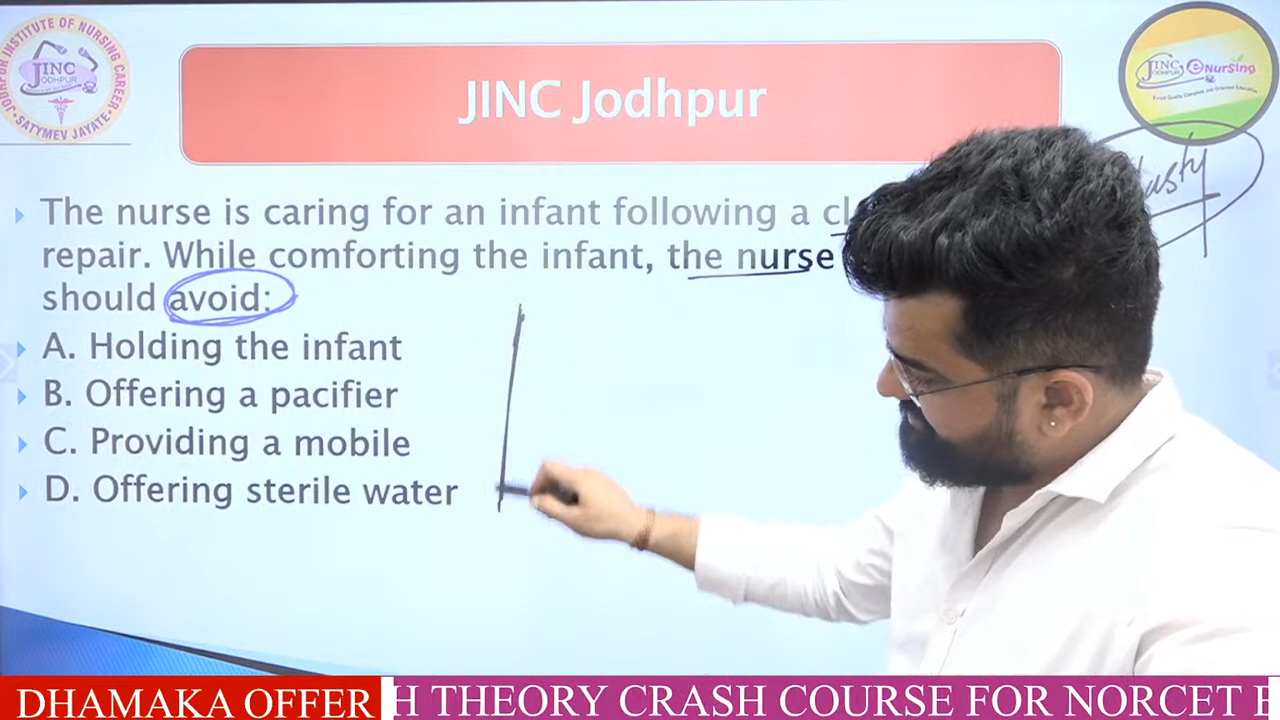 JODHPUR INSTITUTE OF NURSING CAREER
JINC
JODHPUR
SATYMEV JAYATE
JINC Jodhpur
JINC
JODHPUR
eNursing
The nurse is caring for an infant following a cl
repair. While comforting the infant, the nurse
should avoid:
A. Holding the infant
B. Offering a pacifier
C. Providing a mobile
D. Offering sterile water
DHAMAKA OFFER
H THEORY CRASH COURSE FOR NORCET E